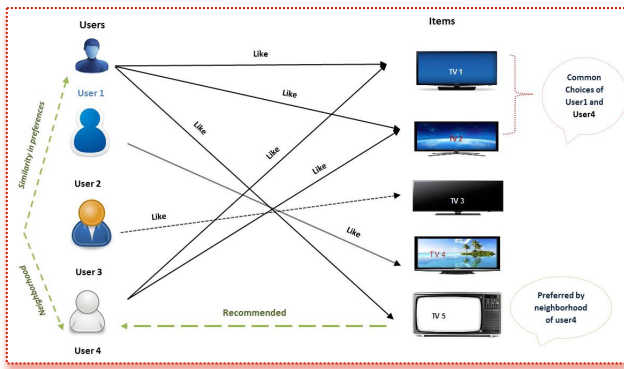 Users
Items
Like
User 1
TV 1
Common
Choices of
User1 and
User4
Like
Similarity in preferences
Like
Like
TV 2
Like
User 2
TV 3
Like
Like
TV 4
User 3
Neighborhood
Recommended
TV 5
Preferred by
neighborhood
of user4
User 4